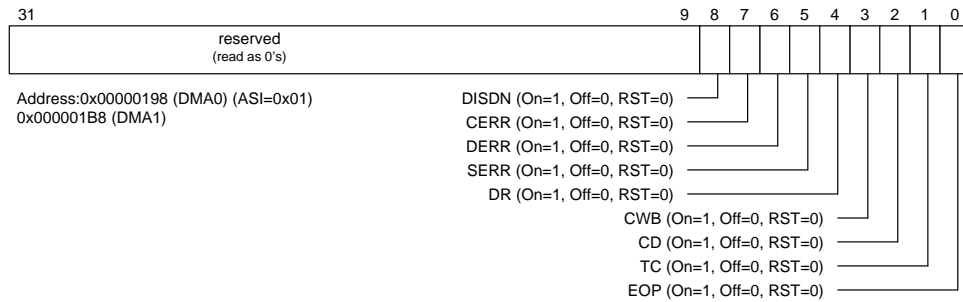 31 9 8 7 6 5 4 3 2 1 0
reserved
(read as 0's)
Address:0x00000198 (DMA0) (ASI=0x01)
0x000001B8 (DMA1)
DISDN (On=1, Off=0, RST=0)
CERR (On=1, Off=0, RST=0)
DERR (On=1, Off=0, RST=0)
SERR (On=1, Off=0, RST=0)
DR (On=1, Off=0, RST=0)
CWB (On=1, Off=0, RST=0)
CD (On=1, Off=0, RST=0)
TC (On=1, Off=0, RST=0)
EOP (On=1, Off=0, RST=0)